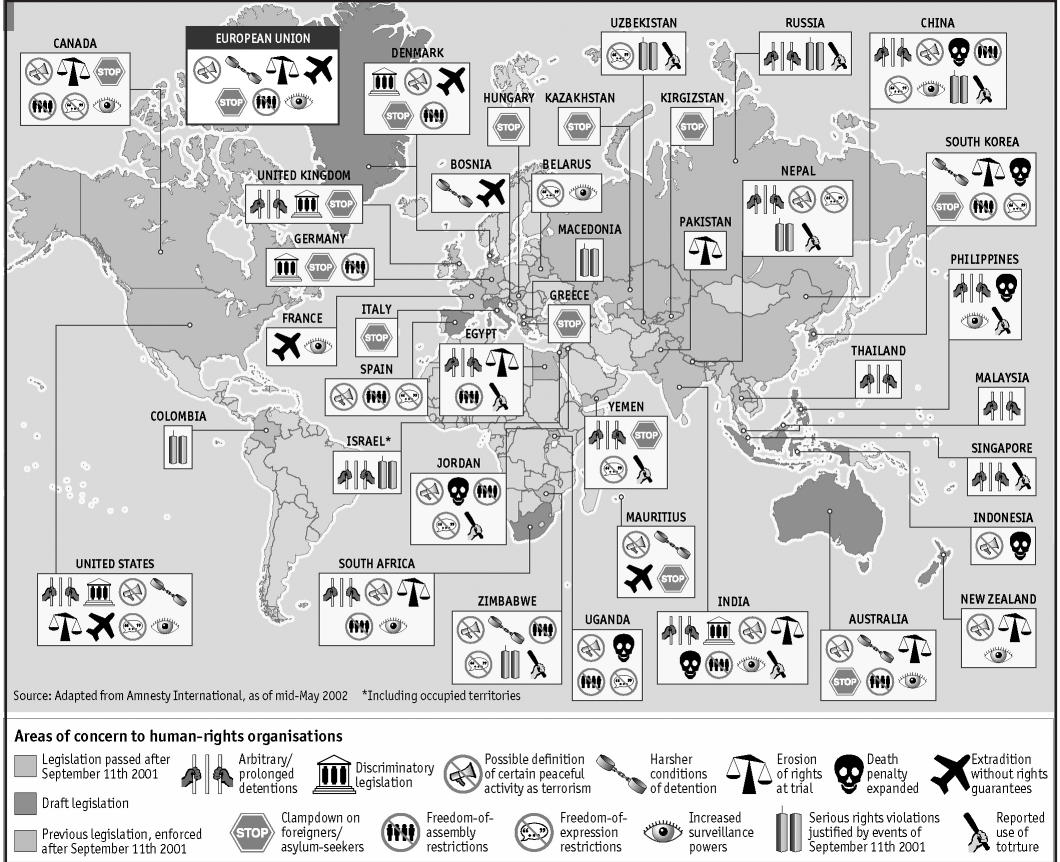 CANADA
EUROPEAN UNION
DENMARK
UZBEKISTAN
RUSSIA
CHINA
STOP
STOP
STOP
HUNGARY
KAZAKHSTAN
KIRGIZSTAN
STOP
STOP
STOP
SOUTH KOREA
STOP
UNITED KINGDOM
STOP
BOSNIA
BELARUS
NEPAL
PAKISTAN
MACEDONIA
GERMANY
STOP
PHILIPPINES
FRANCE
ITALY
STOP
GREECE
STOP
EGYPT
THAILAND
SPAIN
MALAYSIA
COLOMBIA
YEMEN
STOP
ISRAEL*
SINGAPORE
JORDAN
MAURITIUS
STOP
INDONESIA
UNITED STATES
SOUTH AFRICA
ZIMBABWE
UGANDA
INDIA
AUSTRALIA
STOP
NEW ZEALAND
Source: Adapted from Amnesty International, as of mid-May 2002 *Including occupied territories
Areas of concern to human-rights organisations
Legislation passed after
September 11th 2001
Draft legislation
Previous legislation, enforced
after September 11th 2001
Arbitrary/
prolonged
detentions
Discriminatory
legislation
Possible definition
of certain peaceful
activity as terrorism
Harsher
conditions
of detention
Erosion
of rights
at trial
Death
penalty
expanded
Extradition
without rights
guarantees
STOP
Clampdown on
foreigners/
asylum-seekers
Freedom-of-
assembly
restrictions
Freedom-of-
expression
restrictions
Increased
surveillance
powers
Serious rights violations
justified by events of
September 11th 2001
Reported
use of
totrture